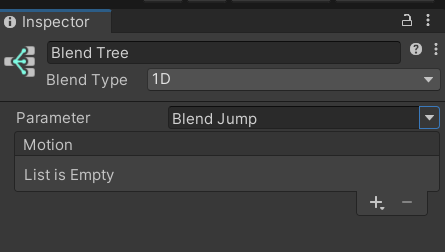 Inspector
Blend Tree
Blend Type 1D
Parameter Blend Jump
Motion
List is Empty